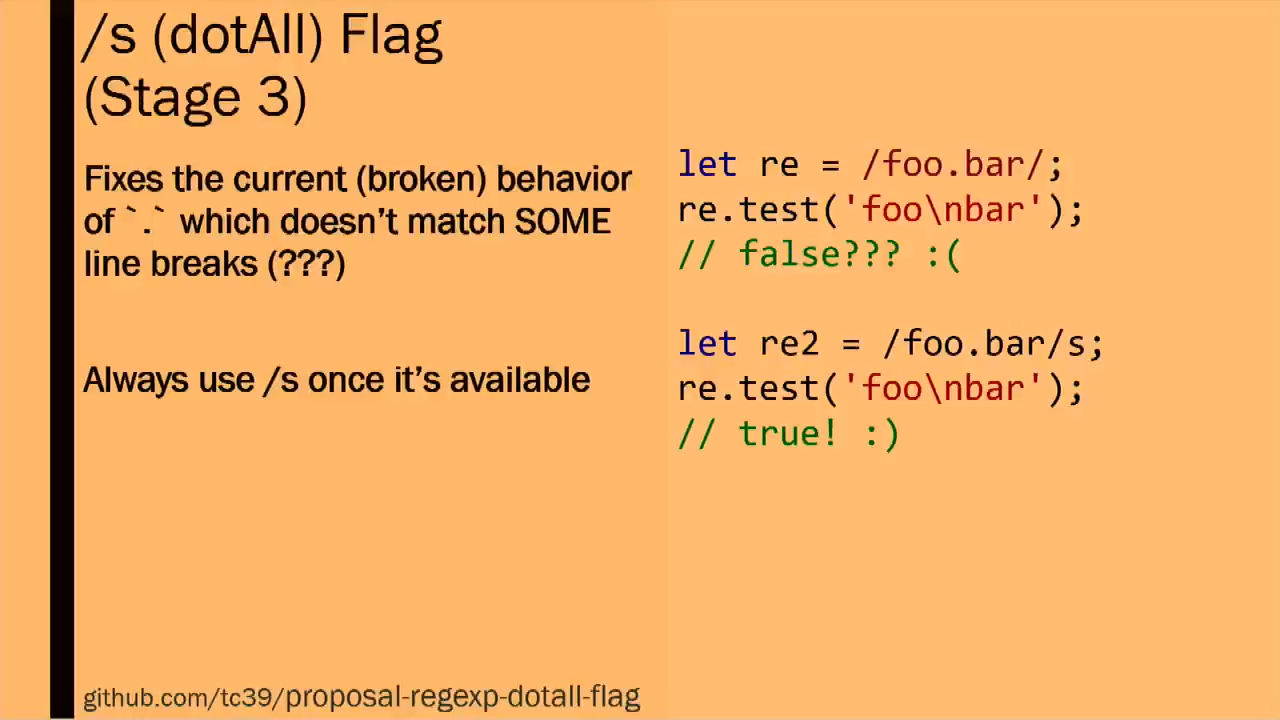 /s (dotAll) Flag
(Stage 3)
Fixes the current (broken) behavior
of `.` which doesn't match SOME
line breaks (???)
Always use /s once it's available
let re = /foo.bar/;
re.test('foo\nbar');
// false??? :(
let re2 = /foo.bar/s;
re.test('foo\nbar');
// true! :)
github.com/tc39/proposal-regexp-dotall-flag